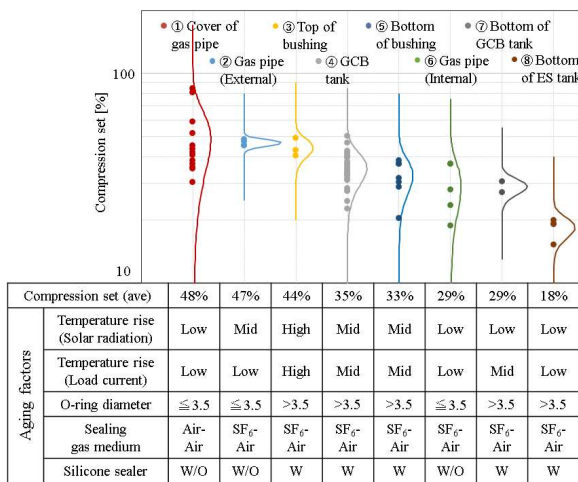 ① Cover of gas pipe
③ Top of bushing
⑤ Bottom of bushing
⑦ Bottom of GCB tank
② Gas pipe (External)
④ GCB tank
⑥ Gas pipe (Internal)
⑧ Bottom of ES tank
Compression set [%]
100
10
Compression set (ave) 48% 47% 44% 35% 33% 29% 29% 18%
Aging factors
Temperature rise (Solar radiation) Low Mid High Mid Mid Low Low Low
Temperature rise (Load current) Low Low High Mid Mid Low Mid Low
O-ring diameter ≦3.5 ≦3.5 >3.5 >3.5 >3.5 ≦3.5 >3.5 >3.5
Sealing gas medium Air-Air SF6-Air SF6-Air SF6-Air SF6-Air SF6-Air SF6-Air SF6-Air
Silicone sealer W/O W/O W W W W/O W W